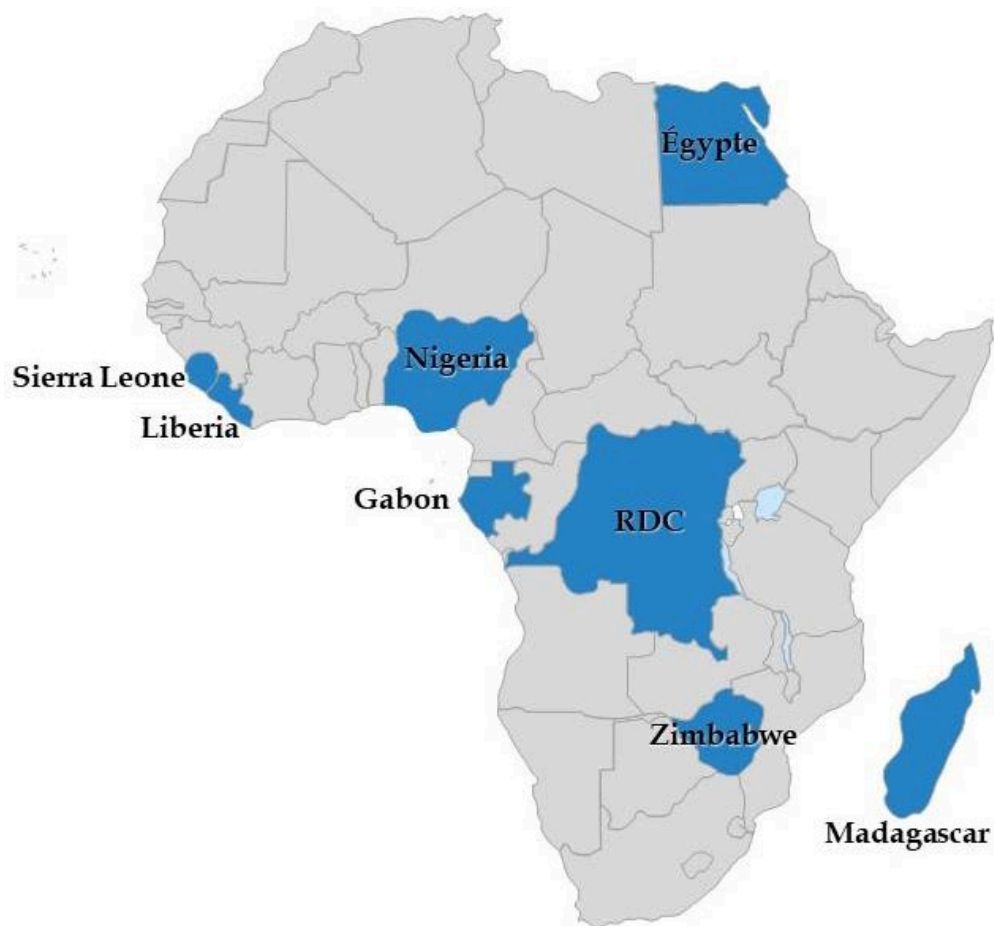 Égypte
Nigeria
Sierra Leone
Liberia
Gabon
RDC
Zimbabwe
Madagascar